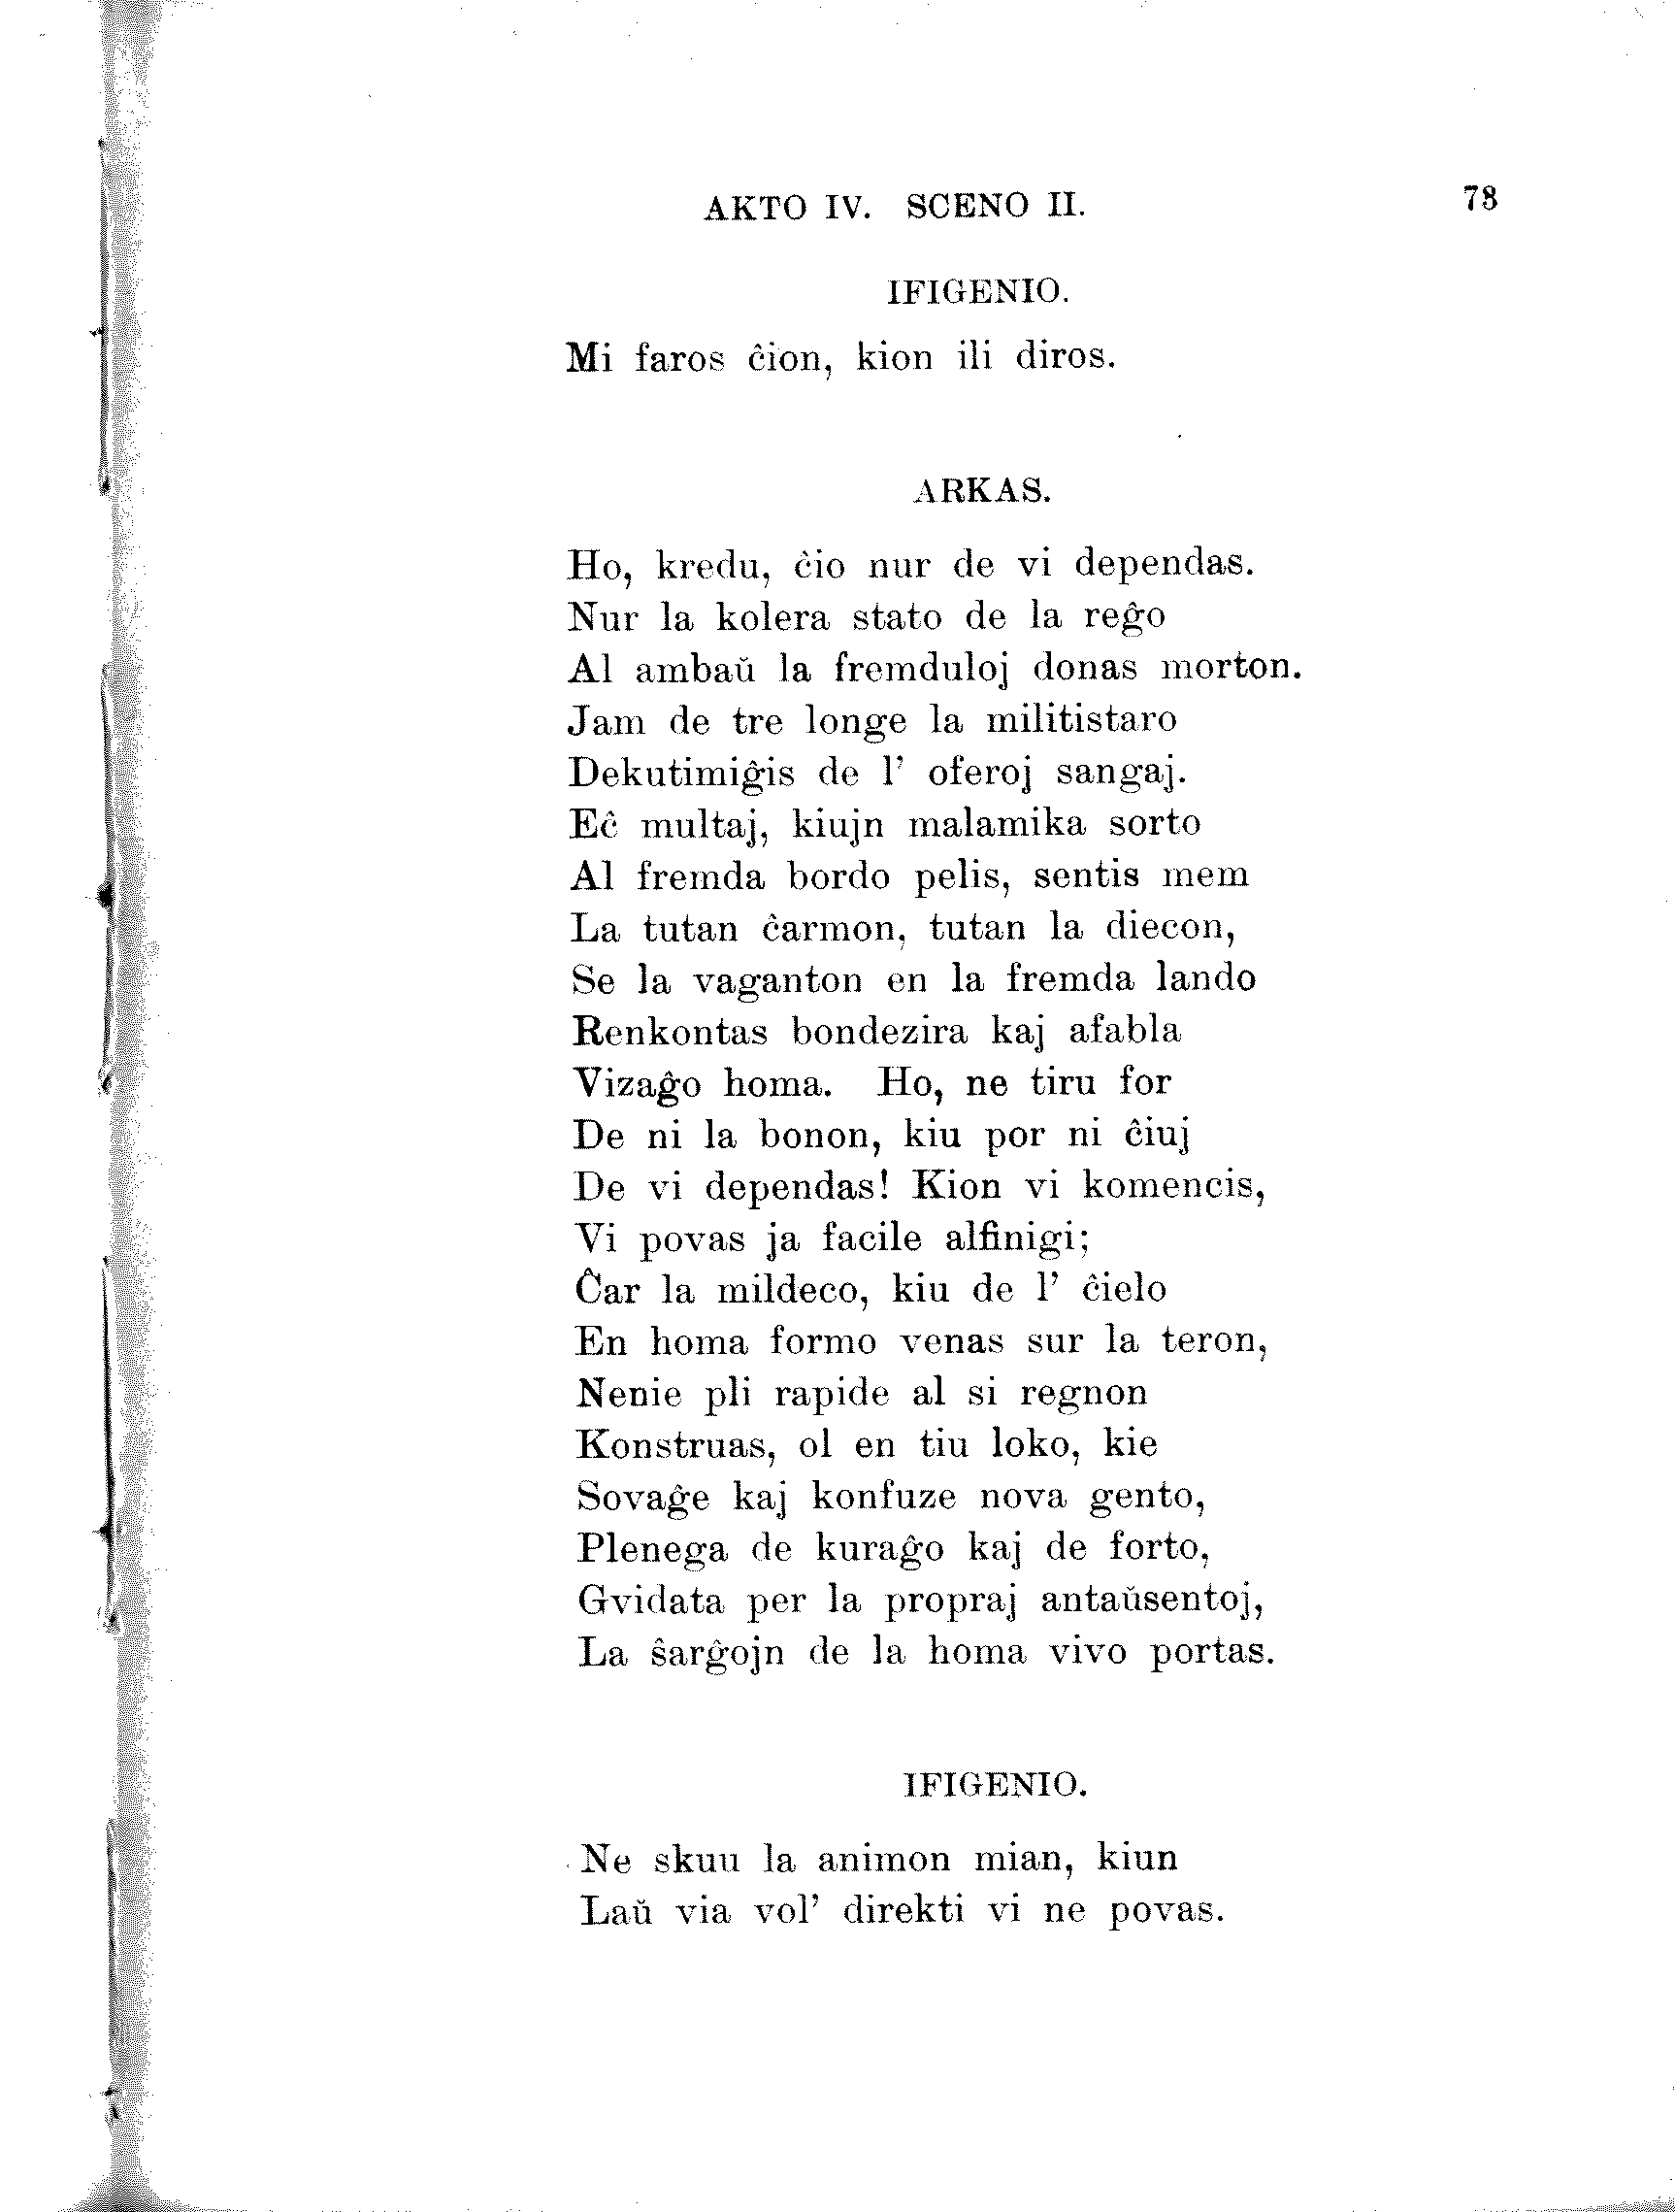 AKTO IV. SCENO II. 73
IFIGENIO.
Mi faros ĉion, kion ili diros.
ARKAS.
Ho, kredu, ĉio nur de vi dependas.
Nur la kolera stato de la reĝo
Al ambaŭ la fremduloj donas morton.
Jam de tre longe la militistaro
Dekutimiĝis de l' oferoj sangaj.
Eĉ multaj, kiujn malamika sorto
Al fremda bordo pelis, sentis mem
La tutan ĉarmon, tutan la diecon,
Se la vaganton en la fremda lando
Renkontas bondezira kaj afabla
Vizaĝo homa. Ho, ne tiru for
De ni la bonon, kiu por ni ĉiuj
De vi dependas! Kion vi komencis,
Vi povas ja facile alfinigi;
Ĉar la mildeco, kiu de l' ĉielo
En homa formo venas sur la teron,
Nenie pli rapide al si regnon
Konstruas, ol en tiu loko, kie
Sovaĝe kaj konfuze nova gento,
Plenega de kuraĝo kaj de forto,
Gvidata per la propraj antaŭsentoj,
La ŝarĝojn de la homa vivo portas.
IFIGENIO.
Ne skuu la animon mian, kiun
Laŭ via vol' direkti vi ne povas.